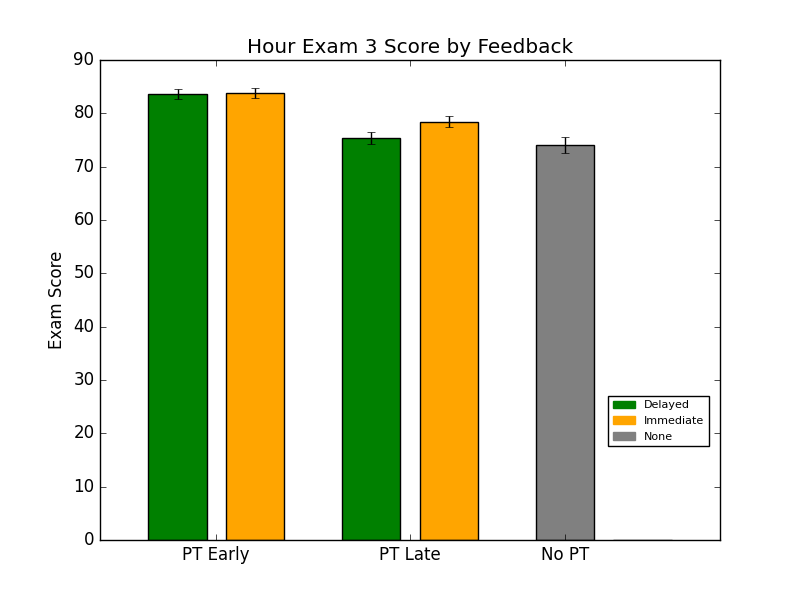 Hour Exam 3 Score by Feedback
90
80
70
60
50
40
30
20
10
0
Exam Score
Delayed
Immediate
None
PT Early
PT Late
No PT